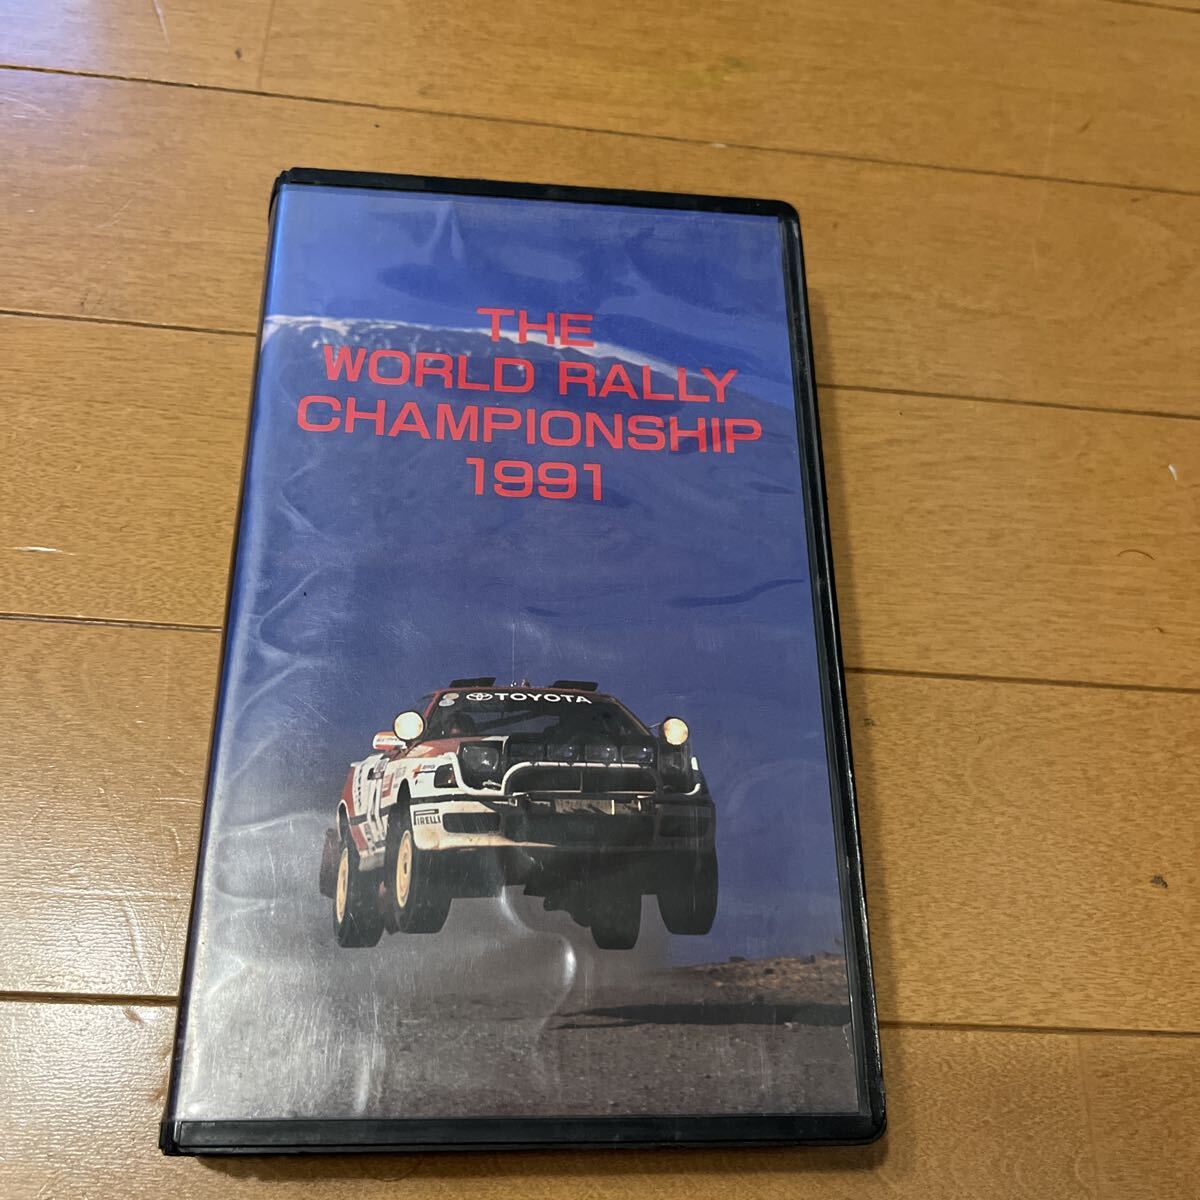 THE
WORLD RALLY
CHAMPIONSHIP
1991
TOYOTA
PIRELLI